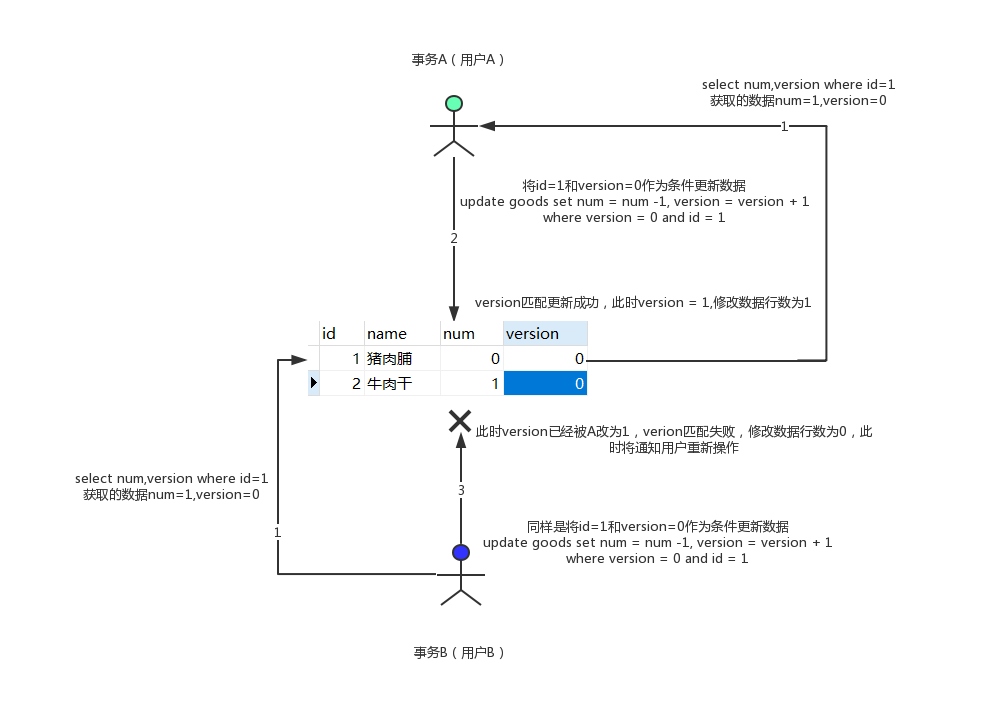 事务A（用户A）
select num,version where id=1
获取的数据num=1,version=0
1
将id=1和version=0作为条件更新数据
update goods set num = num -1, version = version + 1
where version = 0 and id = 1
2
version匹配更新成功，此时version = 1,修改数据行数为1
id name num version
1 猪肉脯 0 0
2 牛肉干 1 0
此时version已经被A改为1，verion匹配失败，修改数据行数为0，此
时将通知用户重新操作
select num,version where id=1
获取的数据num=1,version=0
3
1
同样是将id=1和version=0作为条件更新数据
update goods set num = num -1, version = version + 1
where version = 0 and id = 1
事务B（用户B）